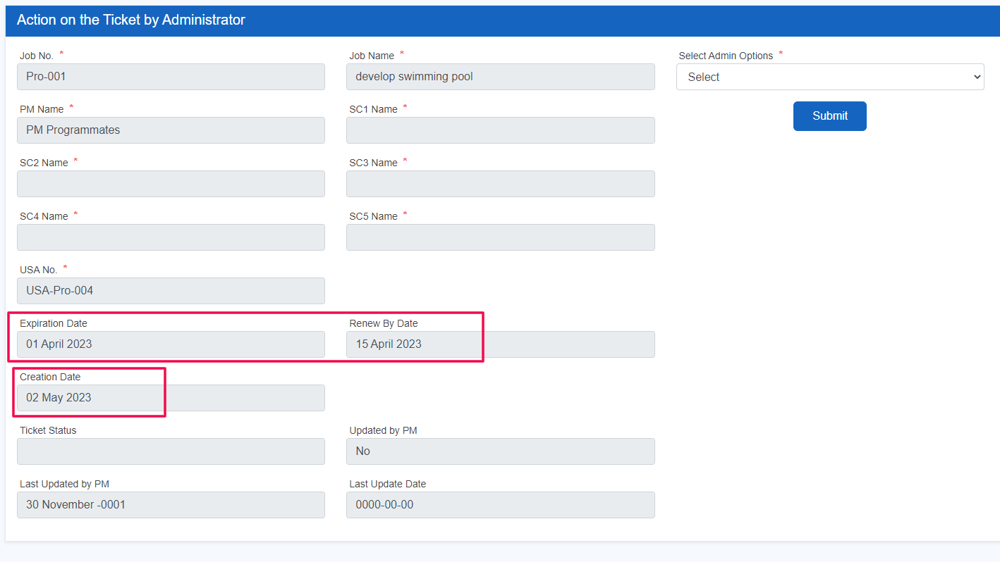 Action on the Ticket by Administrator
Job No. *
Job Name *
Select Admin Options *
Pro-001
develop swimming pool
Select
PM Name *
SC1 Name *
Submit
PM Programmates
SC2 Name *
SC3 Name *
SC4 Name *
SC5 Name *
USA No. *
USA-Pro-004
Expiration Date
Renew By Date
01 April 2023
15 April 2023
Creation Date
02 May 2023
Ticket Status
Updated by PM
No
Last Updated by PM
Last Update Date
30 November -0001
0000-00-00